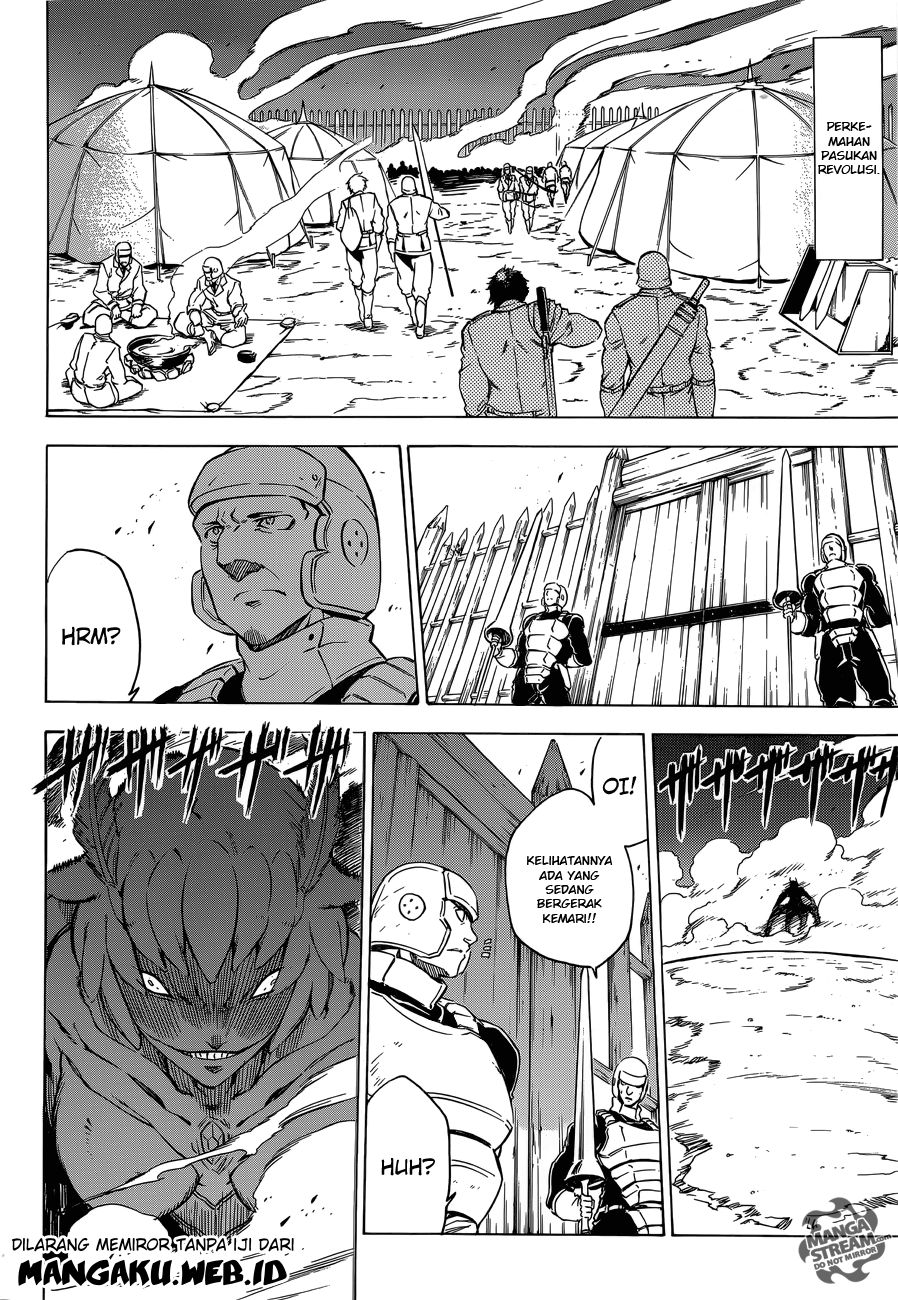 PERKE-
MAHAN
PASUKAN
REVOLUSI.
HRM?
OI!
KELIHATANNYA
ADA YANG
SEDANG
BERGERAK
KEMARI!!
HUH?
DILARANG MEMIROR TANPA IJI DARI
MANGAKU.WEB.ID
MANGA
STREAM.com
DO NOT MIRROR!